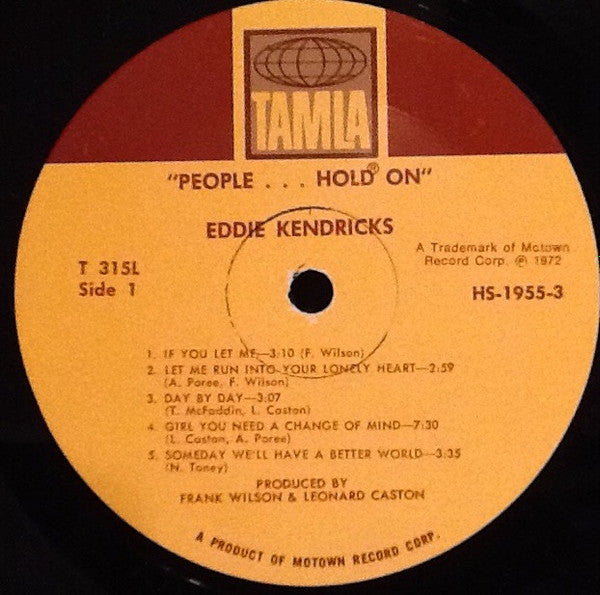 TAMLA
"PEOPLE . . . HOLD® ON"
EDDIE KENDRICKS
T 315L
Side 1
A Trademark of Motown
Record Corp. ℗ 1972
HS-1955-3
1. IF YOU LET ME—3:10 (F. Wilson)
2. LET ME RUN INTO YOUR LONELY HEART—2:59
(A. Poree, F. Wilson)
3. DAY BY DAY—3:07
(T. McFaddin, L. Caston)
4. GIRL YOU NEED A CHANGE OF MIND—7:30
(L. Caston, A. Poree)
5. SOMEDAY WE'LL HAVE A BETTER WORLD—3:35
(N. Toney)
PRODUCED BY
FRANK WILSON & LEONARD CASTON
A PRODUCT OF MOTOWN RECORD CORP.